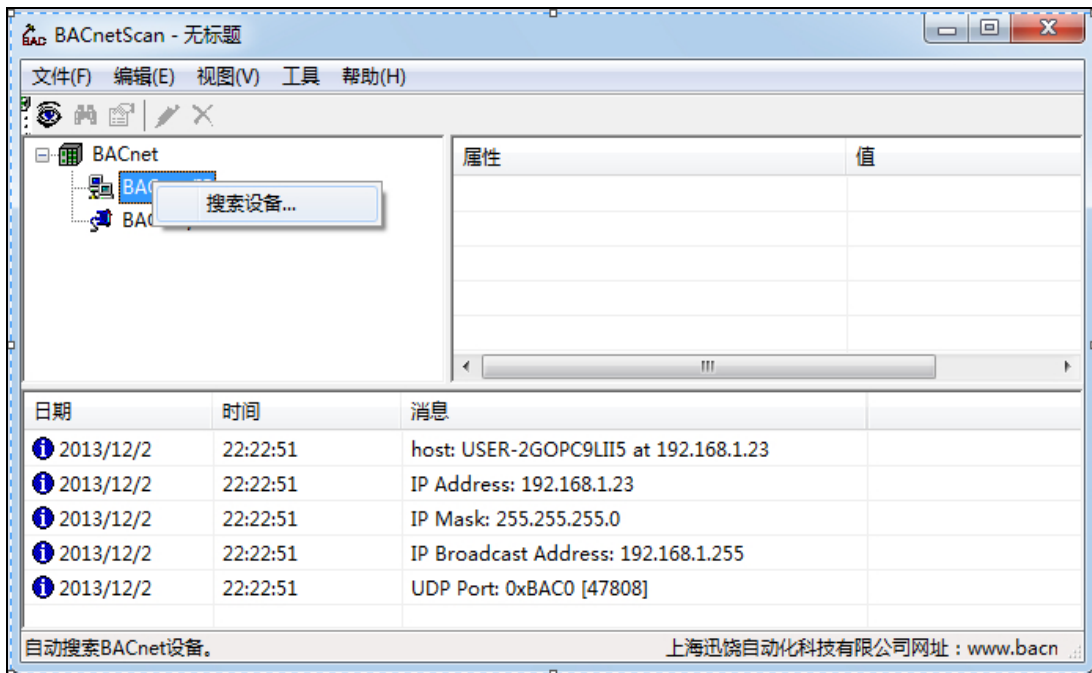 BACnetScan - 无标题
文件(F) 编辑(E) 视图(V) 工具 帮助(H)
BACnet
搜索设备...
属性 值
日期 时间 消息
2013/12/2 22:22:51 host: USER-2GOPC9LII5 at 192.168.1.23
2013/12/2 22:22:51 IP Address: 192.168.1.23
2013/12/2 22:22:51 IP Mask: 255.255.255.0
2013/12/2 22:22:51 IP Broadcast Address: 192.168.1.255
2013/12/2 22:22:51 UDP Port: 0xBAC0 [47808]
自动搜索BACnet设备。 上海迅饶自动化科技有限公司网址：www.bacn